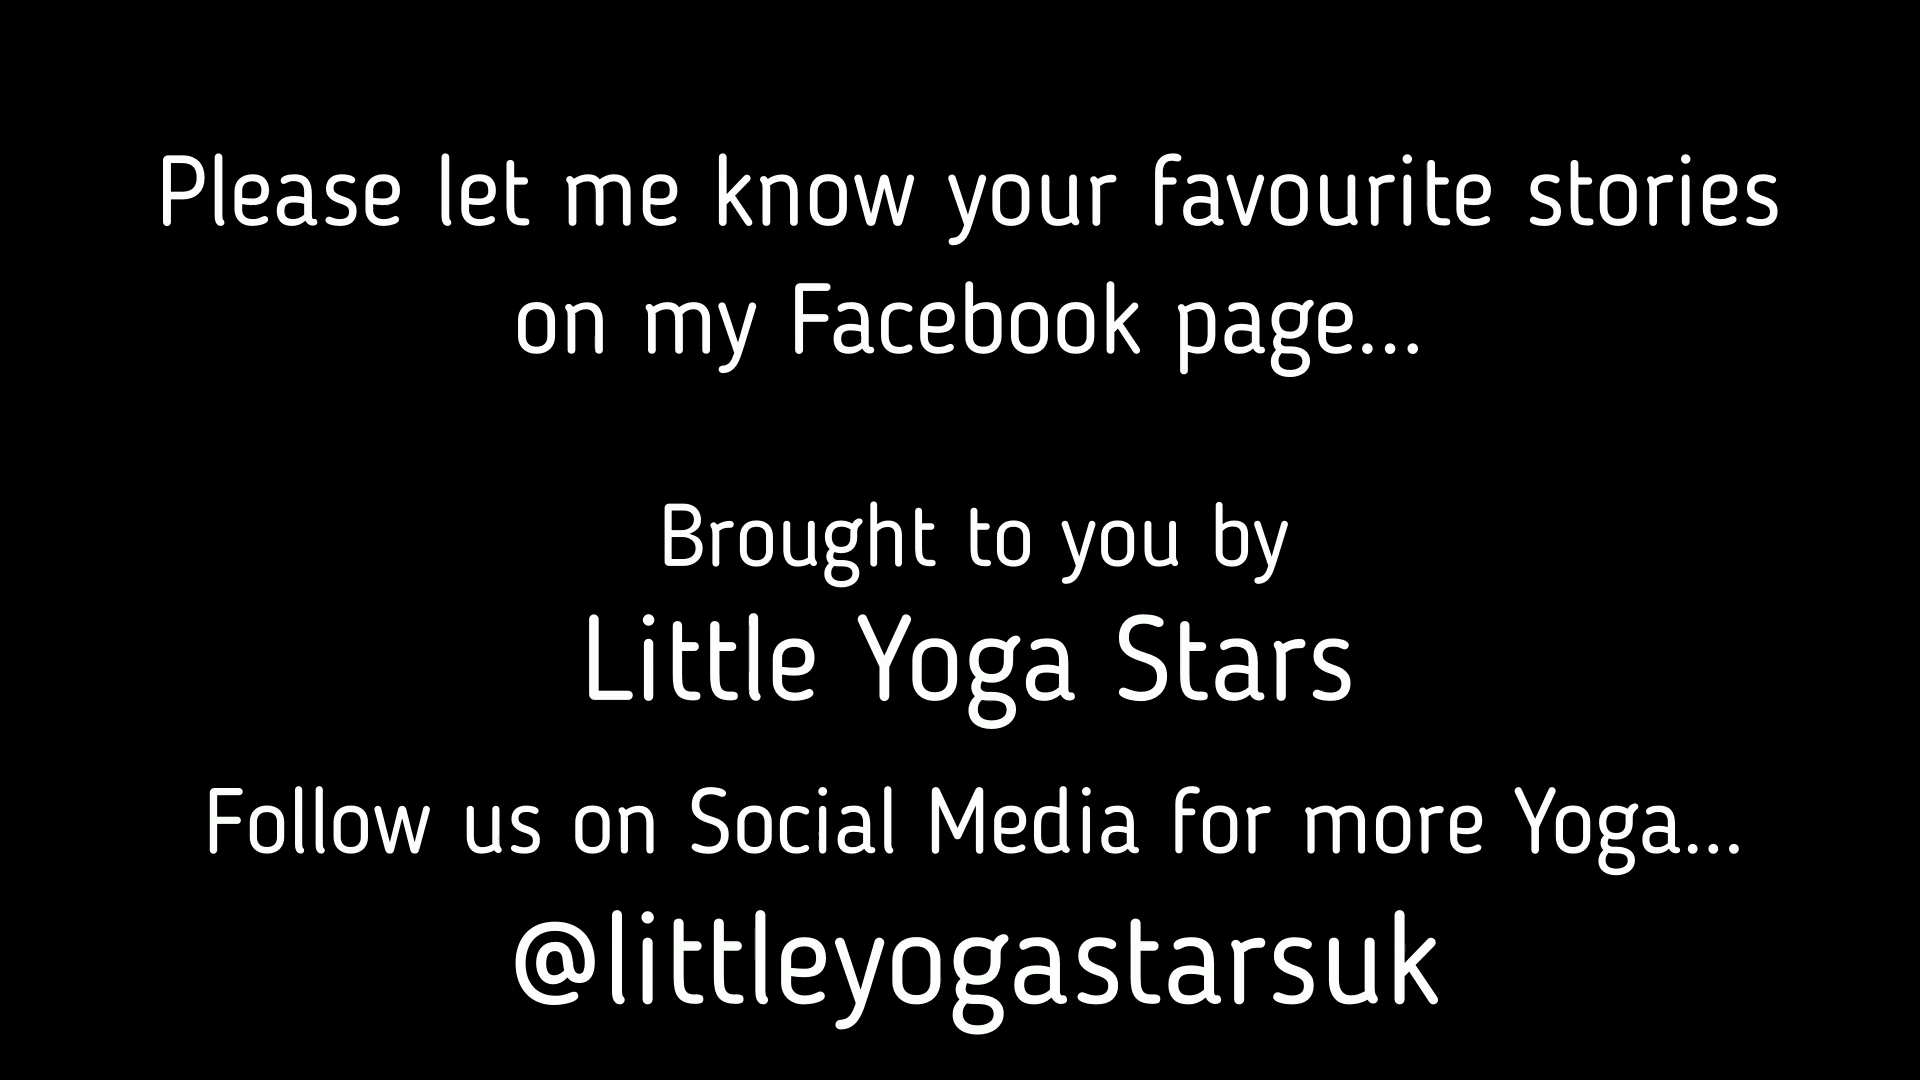 Please let me know your favourite stories
on my Facebook page...
Brought to you by
Little Yoga Stars
Follow us on Social Media for more Yoga...
@littleyogastarsuk